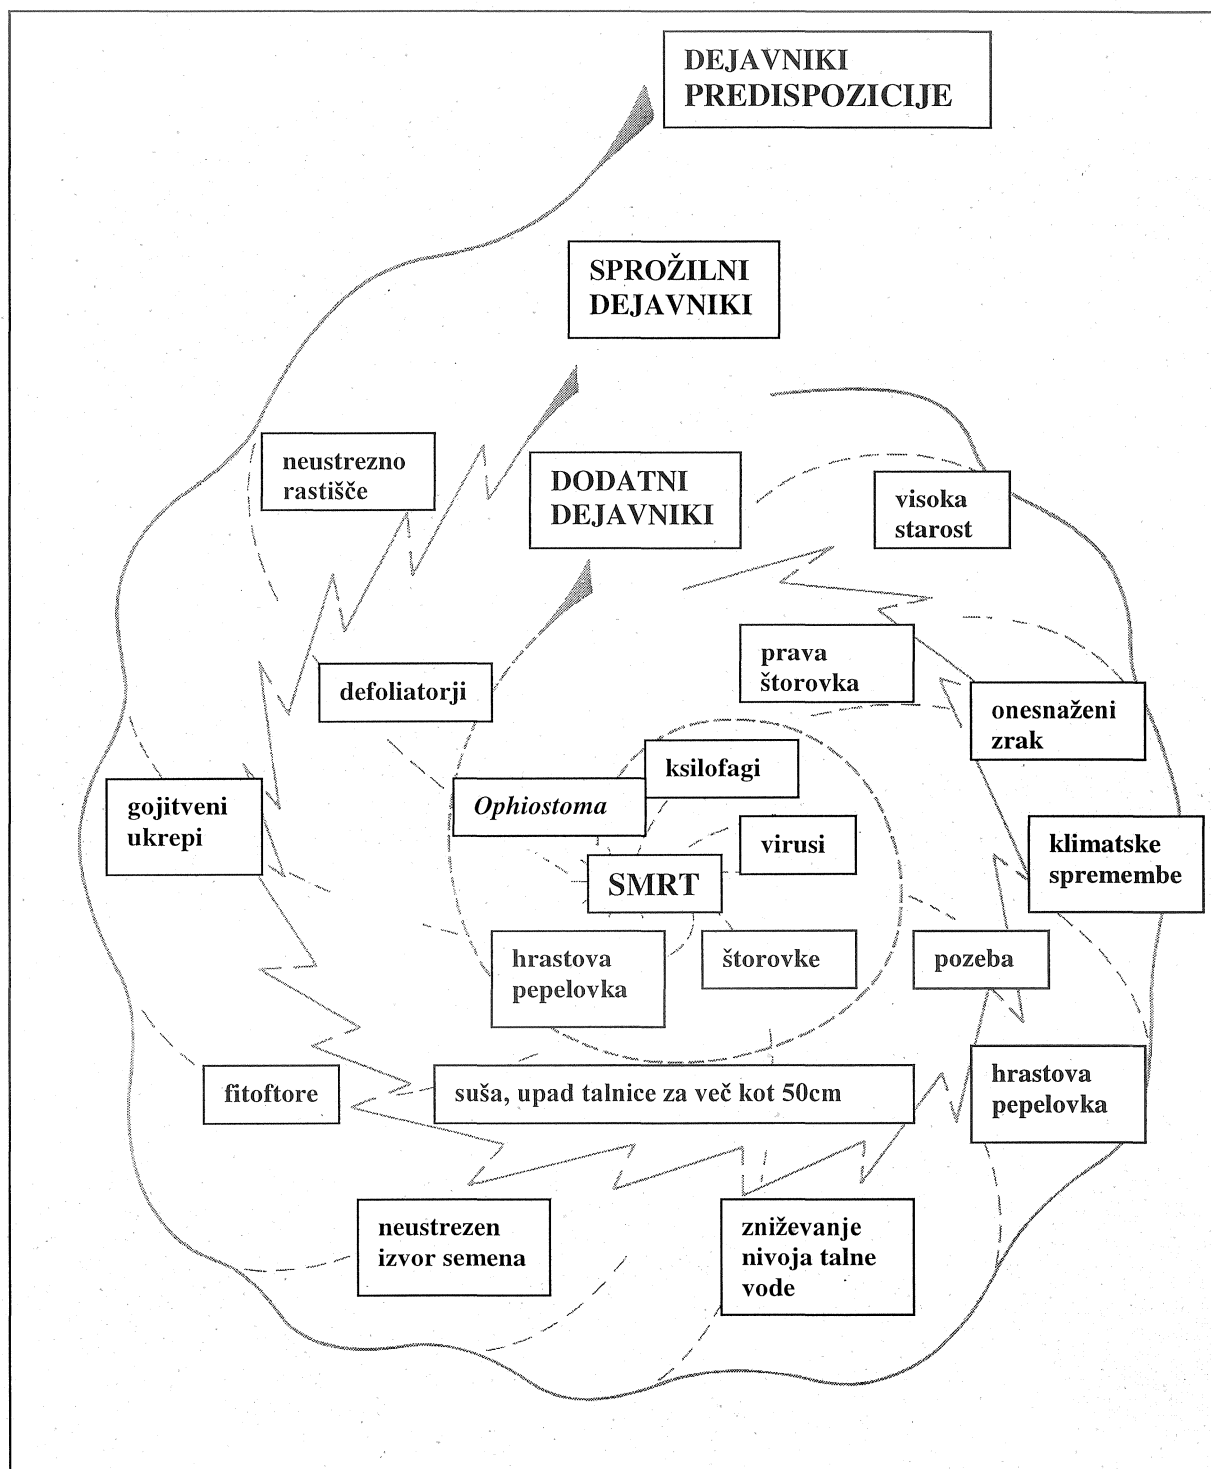 DEJAVNIKI
PREDISPOZICIJE
SPROŽILNI
DEJAVNIKI
neustrezno
rastišče
DODATNI
DEJAVNIKI
visoka
starost
prava
štorovka
defoliatorji
onesnaženi
zrak
ksilofagi
Ophiostoma
gojitveni
ukrepi
virusi
klimatske
spremembe
SMRT
hrastova
pepelovka
štorovke
pozeba
fitoftore
suša, upad talnice za več kot 50cm
hrastova
pepelovka
neustrezen
izvor semena
zniževanje
nivoja talne
vode